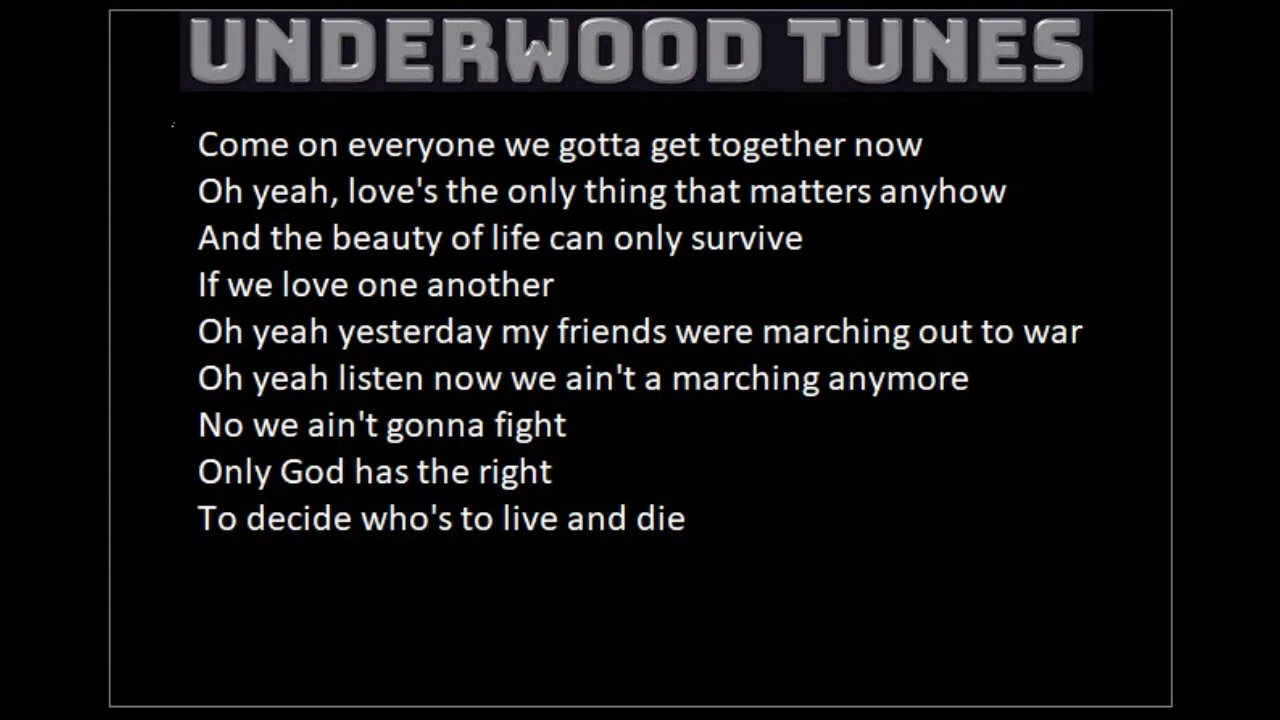 UNDERWOOD TUNES
Come on everyone we gotta get together now
Oh yeah, love's the only thing that matters anyhow
And the beauty of life can only survive
If we love one another
Oh yeah yesterday my friends were marching out to war
Oh yeah listen now we ain't a marching anymore
No we ain't gonna fight
Only God has the right
To decide who's to live and die